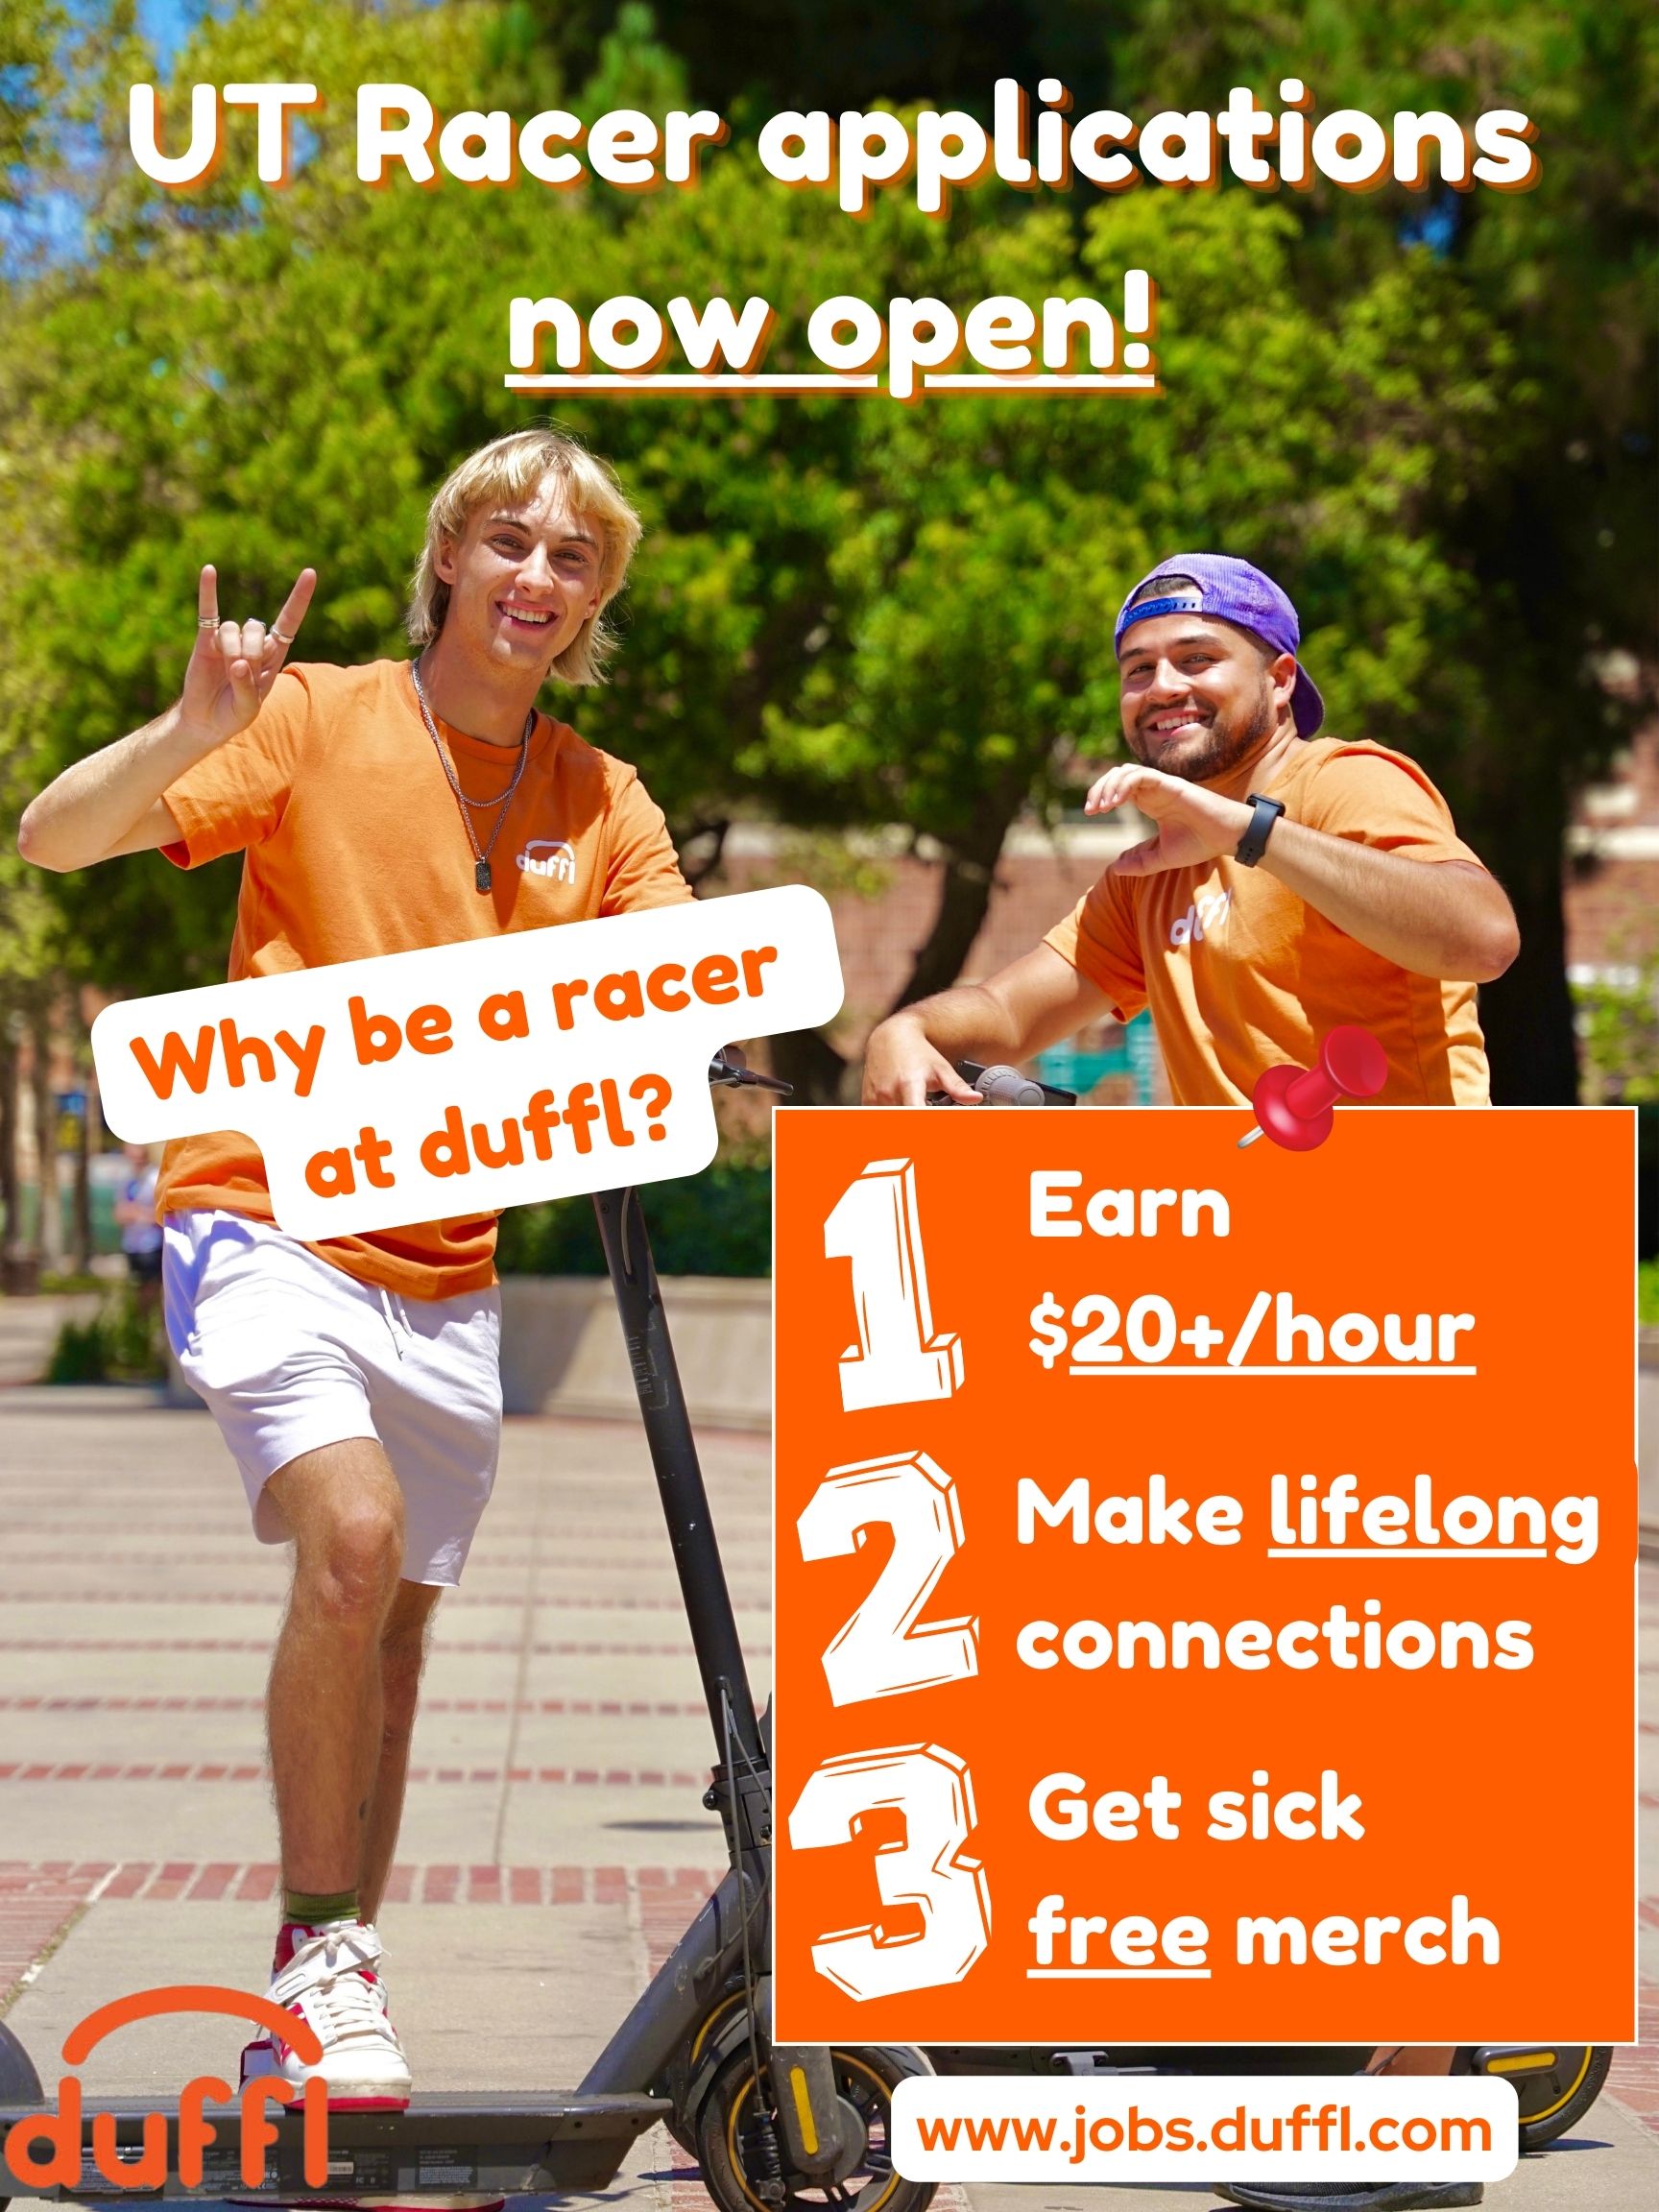 UT Racer applications
now open!
duffl
duffl
Why be a racer
at duffl?
1
Earn
$20+/hour
2
Make lifelong
connections
3
Get sick
free merch
duffl
www.jobs.duffl.com